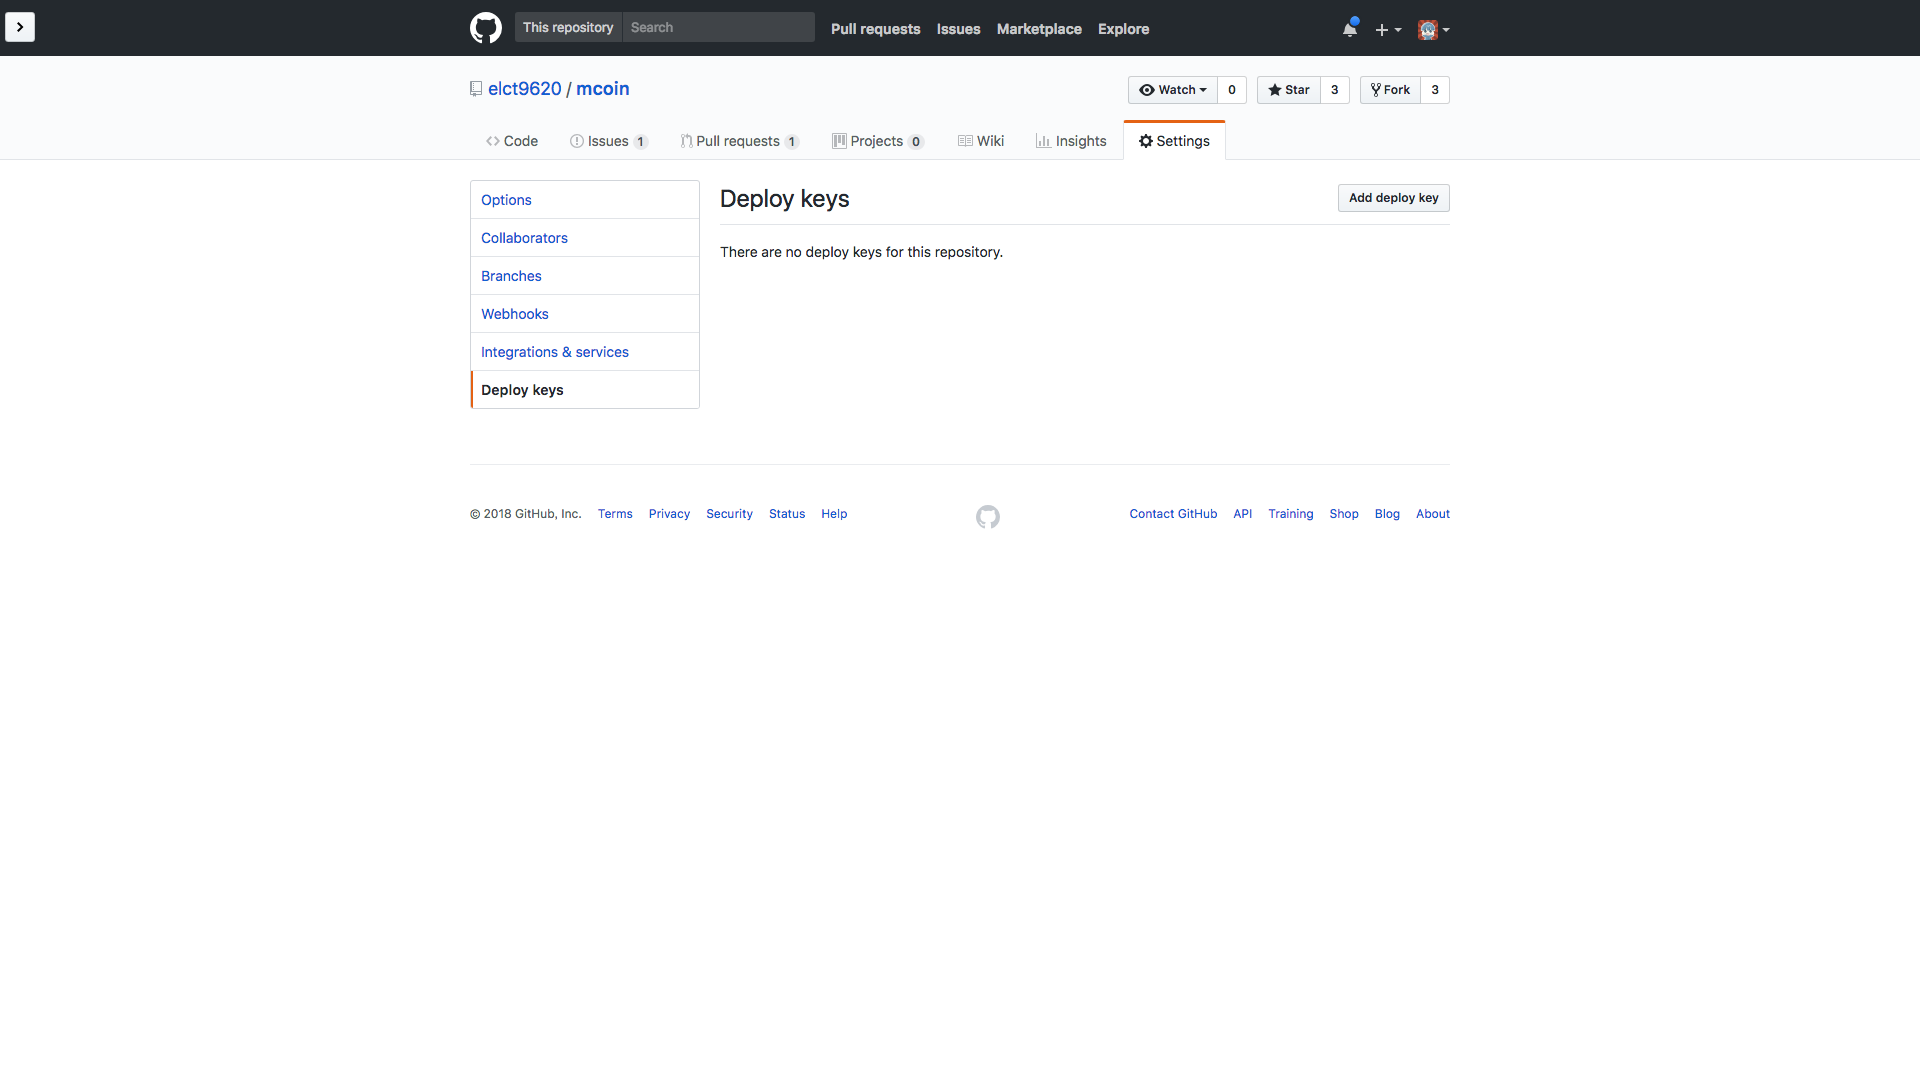 This repository Search Pull requests Issues Marketplace Explore
elct9620 / mcoin Watch 0 Star 3 Fork 3
Code Issues 1 Pull requests 1 Projects 0 Wiki Insights Settings
Options
Collaborators
Branches
Webhooks
Integrations & services
Deploy keys
Deploy keys Add deploy key
There are no deploy keys for this repository.
© 2018 GitHub, Inc. Terms Privacy Security Status Help Contact GitHub API Training Shop Blog About